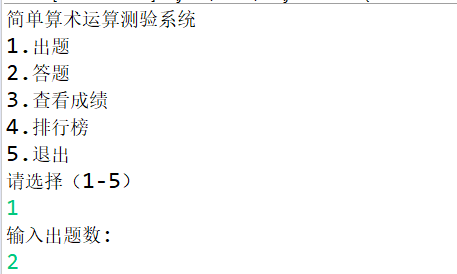 简单算术运算测验系统
1.出题
2.答题
3.查看成绩
4.排行榜
5.退出
请选择（1-5）
1
输入出题数:
2